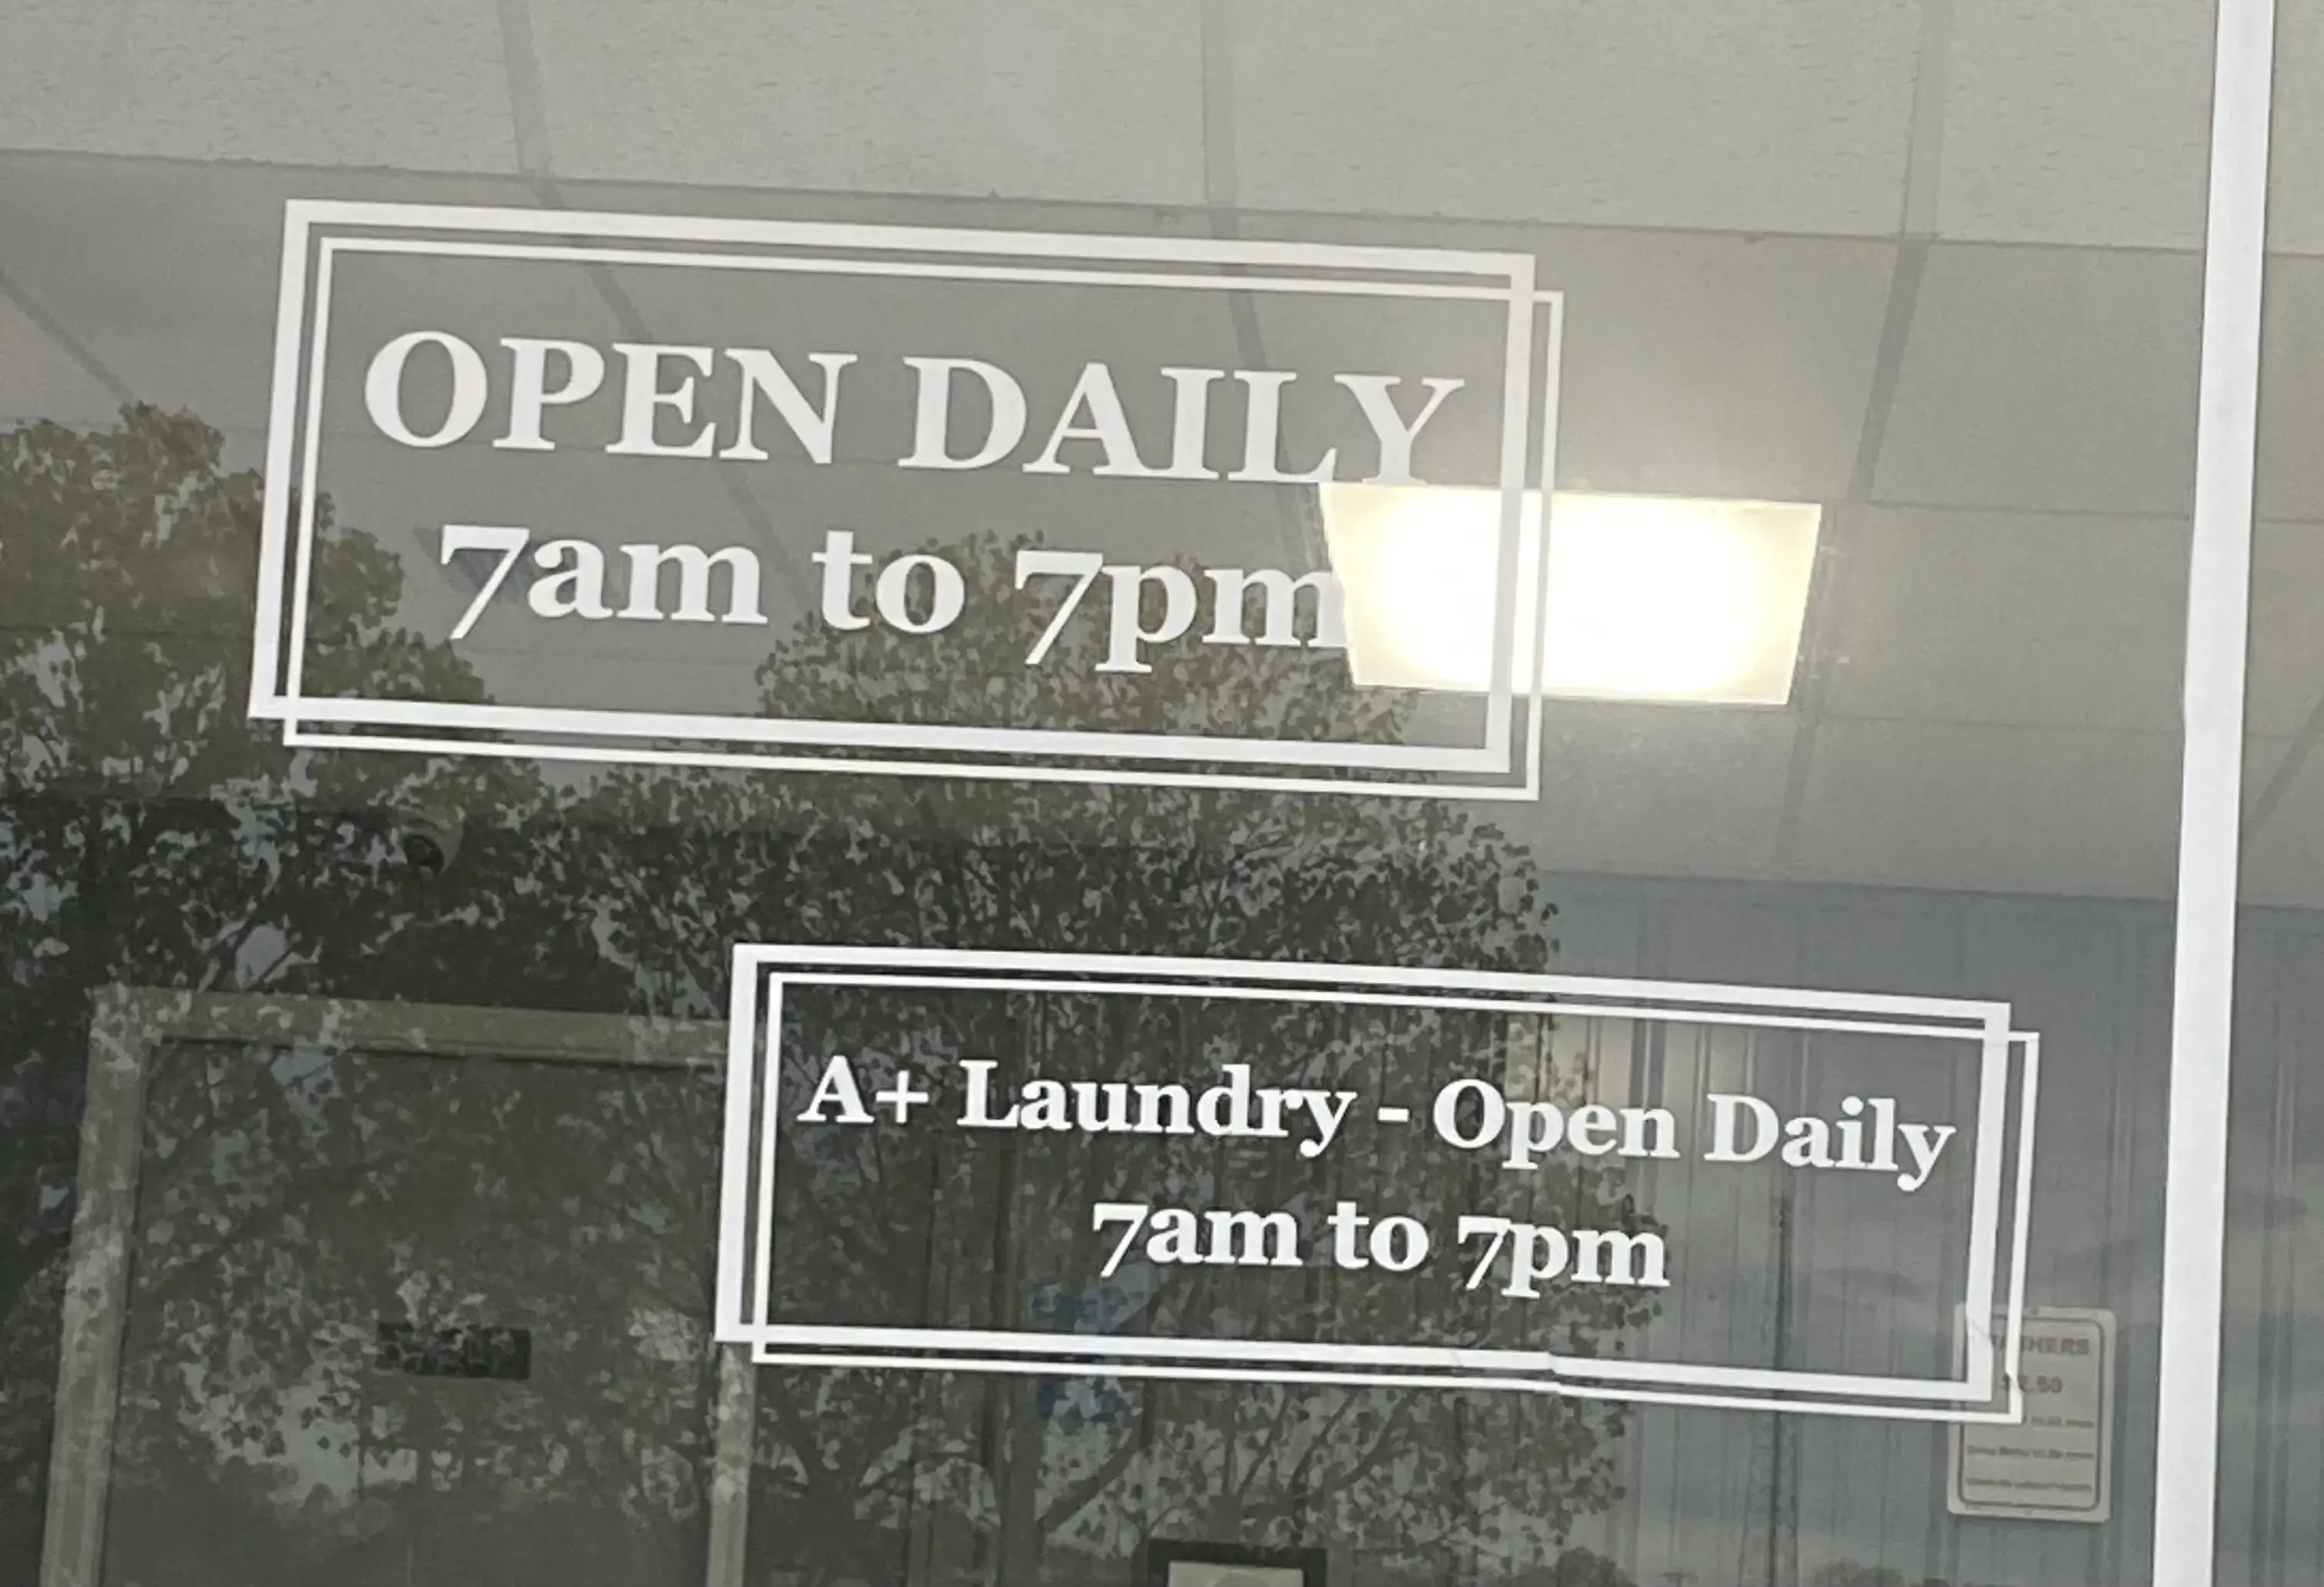 OPEN DAILY
7am to 7pm
A+ Laundry - Open Daily
7am to 7pm